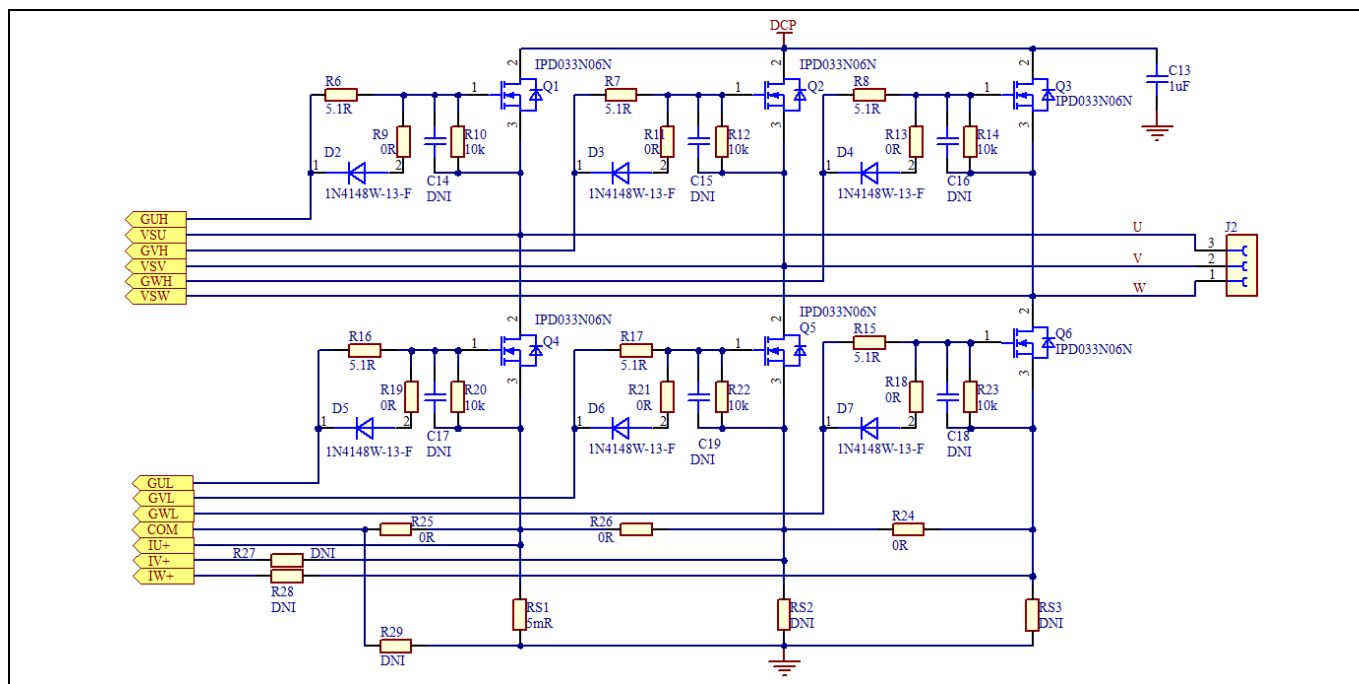 DCP
IPD033N06N IPD033N06N
2 2 2
R6 Q1 R7 Q2 R8 Q3 C13
1 1 1 1uF
5.1R 5.1R 5.1R IPD033N06N
R9 R10 R11 R12 R13 R14
0R 10k 0R 10k 0R 10k
3 3 3
D2 D3 D4
1 2 1 2 1 2
C14 C15 C16
1N4148W-13-F DNI 1N4148W-13-F DNI 1N4148W-13-F DNI
GUH
VSU U J2
GVH 3
VSV V 2
GWH 1
VSW W
IPD033N06N IPD033N06N
2 2 2
R16 Q4 R17 Q5 R15 Q6
1 1 1
5.1R 5.1R 5.1R IPD033N06N
3 3 3
R19 R20 R21 R22 R18 R23
0R 10k 0R 10k 0R 10k
D5 D6 D7
1 2 1 2 1 2
C17 C19 C18
1N4148W-13-F DNI 1N4148W-13-F DNI 1N4148W-13-F DNI
GUL
GVL
GWL
COM R25 R26 R24
0R 0R 0R
IU+
IV+ R27 DNI
IW+
R28
DNI
RS1 RS2 RS3
5mR DNI DNI
R29
DNI